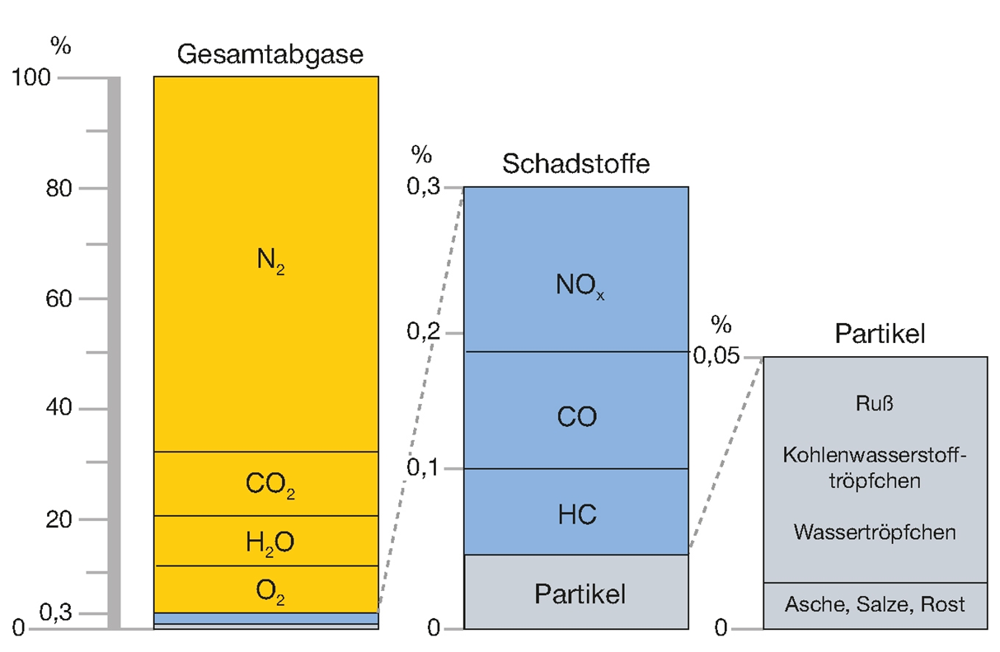 %
Gesamtabgase
100
80
60
40
20
0,3
0
N₂
CO₂
H₂O
O₂
%
Schadstoffe
0,3
0,2
0,1
0
NOₓ
CO
HC
Partikel
%
Partikel
0,05
0
Ruß
Kohlenwasserstoff-
tröpfchen
Wassertröpfchen
Asche, Salze, Rost